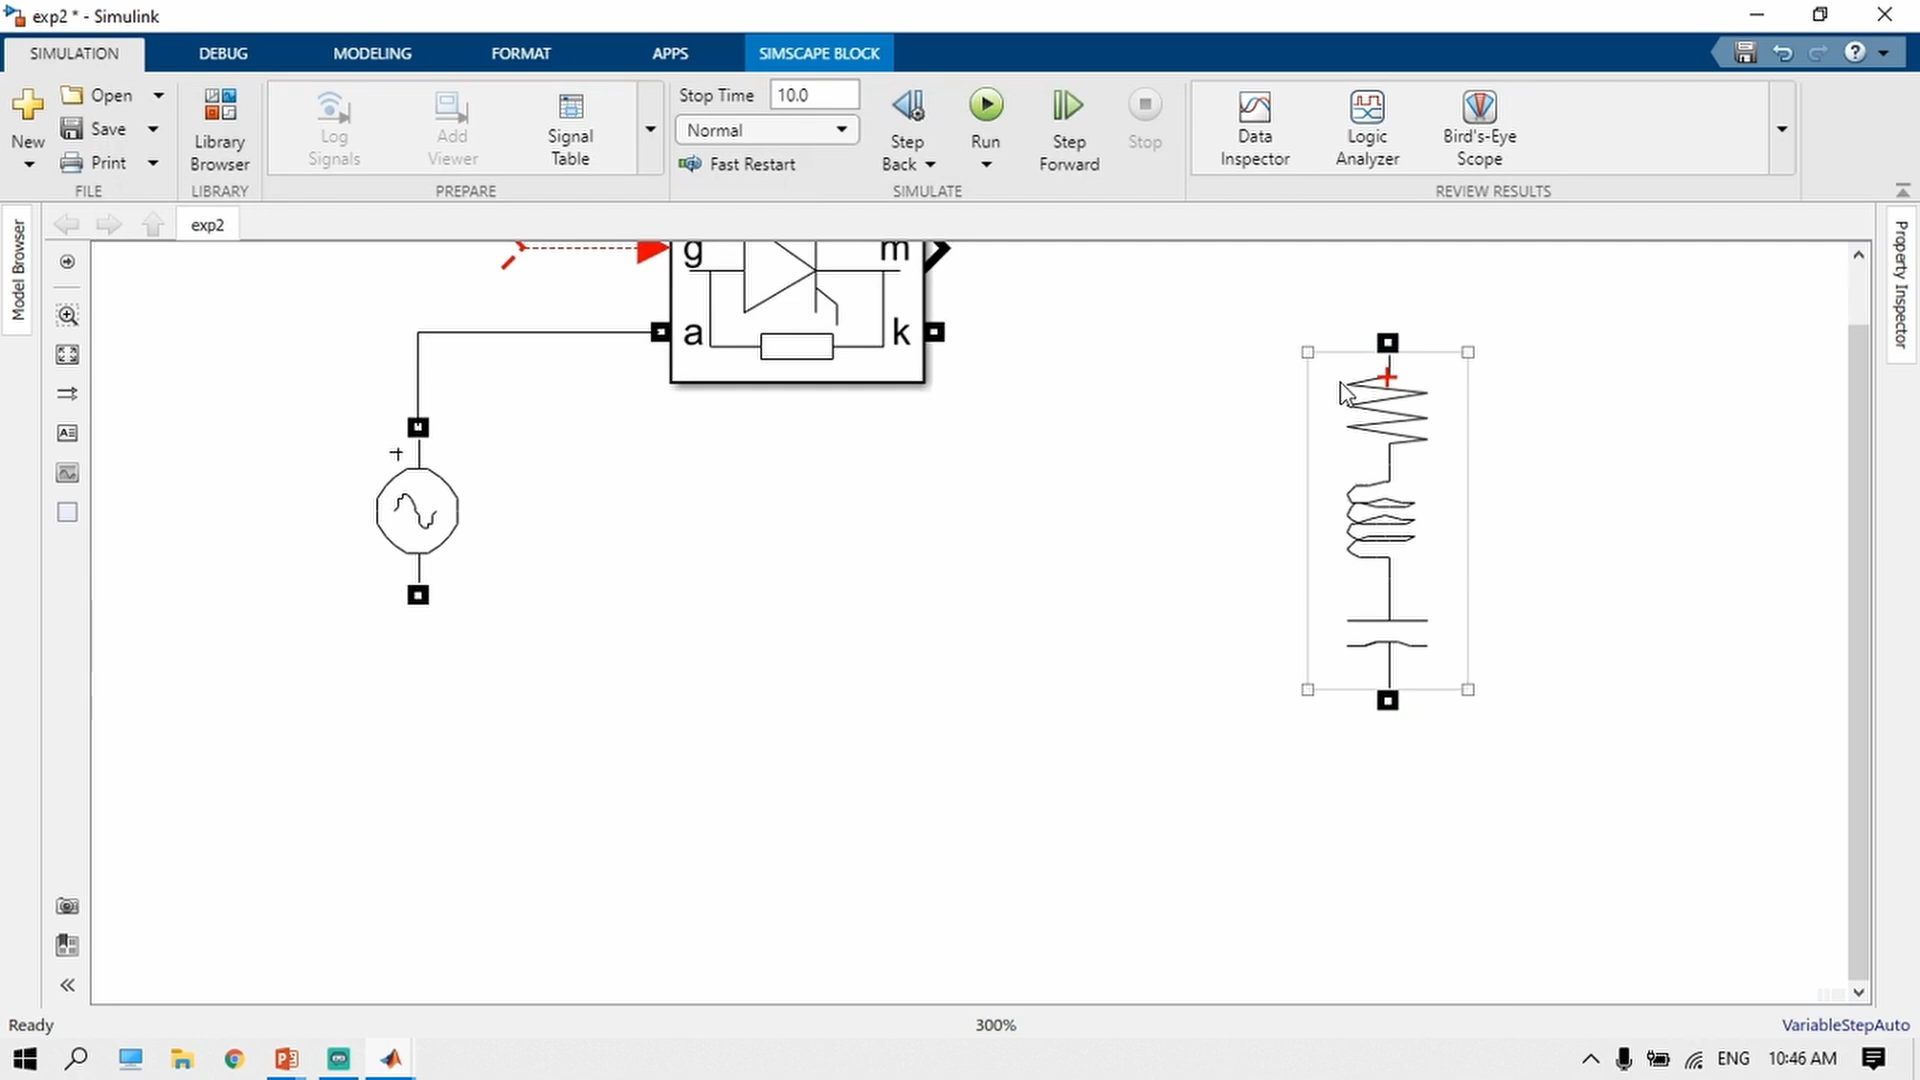 exp2 * - Simulink
SIMULATION DEBUG MODELING FORMAT APPS SIMSCAPE BLOCK
New
Open
Save
Print
FILE
Library
Browser
LIBRARY
Log
Signals
Add
Viewer
Signal
Table
PREPARE
Stop Time 10.0
Normal
Fast Restart
Step
Back
Run
Step
Forward
Stop
SIMULATE
Data
Inspector
Logic
Analyzer
Bird's-Eye
Scope
REVIEW RESULTS
Model Browser
exp2
Property Inspector
g m
a k
+
Ready 300% VariableStepAuto
ENG 10:46 AM